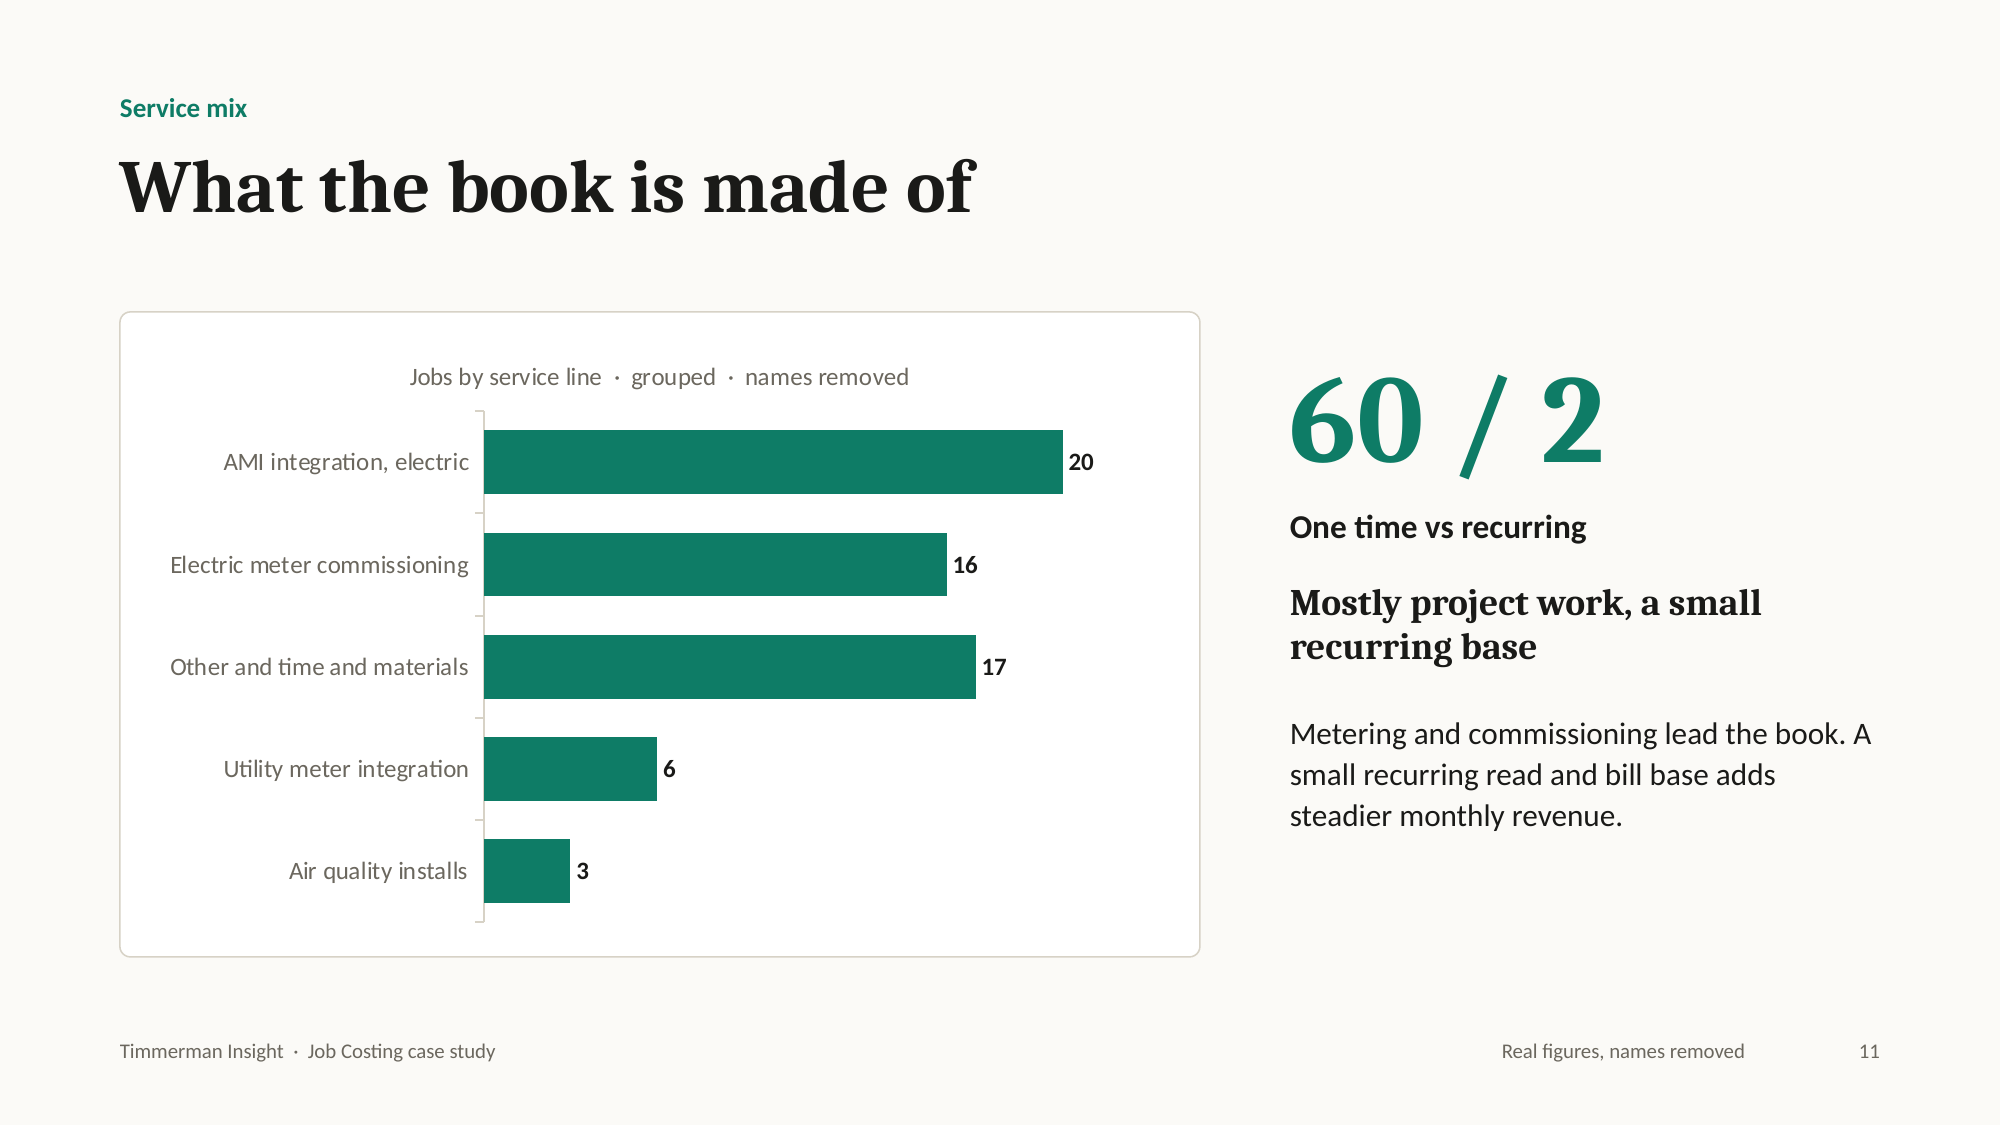 Service mix
What the book is made of
Jobs by service line · grouped · names removed
AMI integration, electric
20
Electric meter commissioning
16
Other and time and materials
17
Utility meter integration
6
Air quality installs
3
60 / 2
One time vs recurring
Mostly project work, a small
recurring base
Metering and commissioning lead the book. A
small recurring read and bill base adds
steadier monthly revenue.
Timmerman Insight · Job Costing case study
Real figures, names removed
11